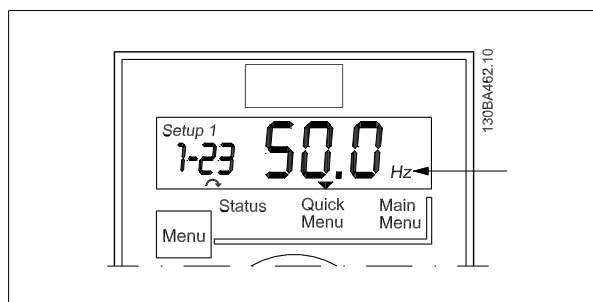 130BA462.10
Setup 1
1-23 50.0 Hz
Status Quick Menu Main Menu
Menu